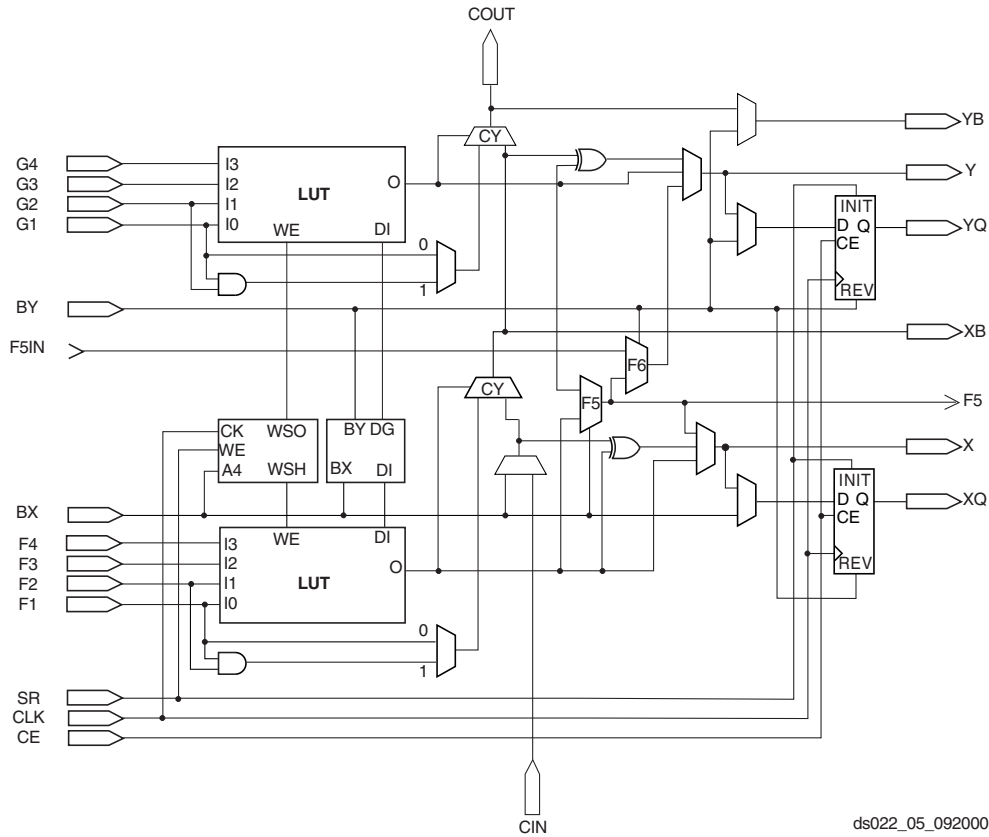 COUT
YB
CY
G4
I3
G3
I2
LUT
O
Y
G2
I1
G1
I0
WE
DI
INIT
D Q
YQ
CE
0
1
REV
BY
XB
F5IN
F6
CY
F5
F5
CK
WSO
BY DG
WE
X
A4
WSH
BX
DI
INIT
D Q
XQ
CE
BX
WE
DI
F4
I3
F3
I2
O
REV
F2
I1
LUT
F1
I0
0
1
SR
CLK
CE
CIN
ds022_05_092000